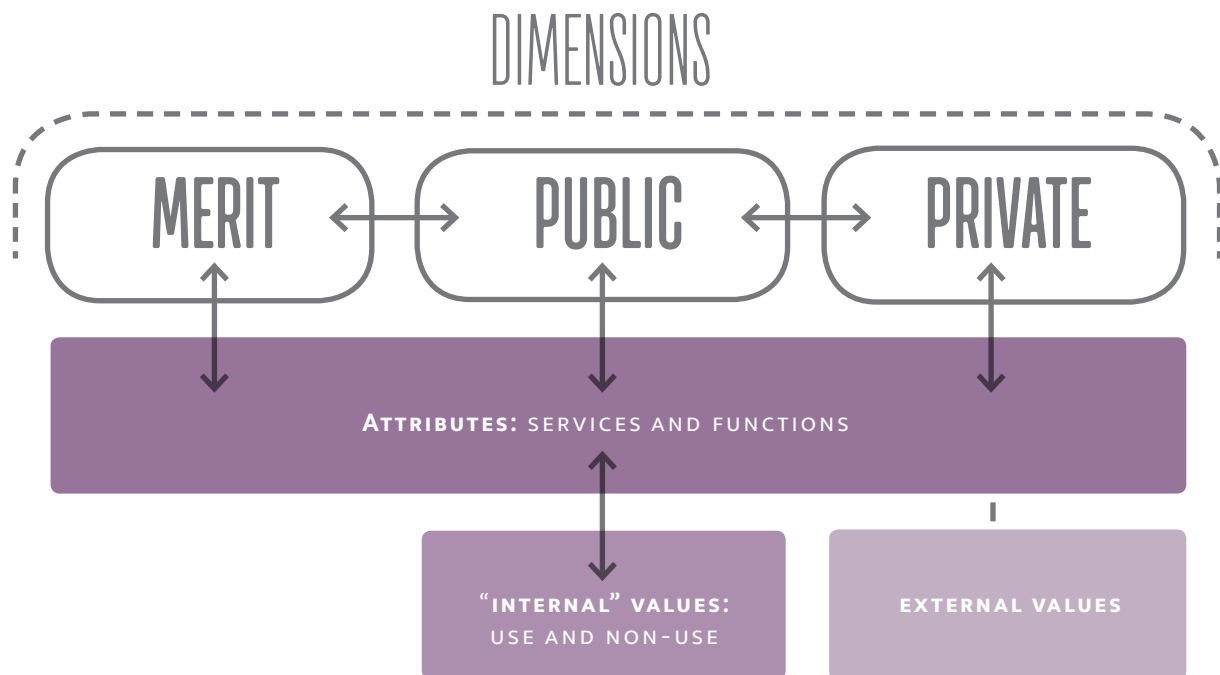 DIMENSIONS
MERIT
PUBLIC
PRIVATE
Attributes: services and functions
“internal” values:
use and non-use
external values